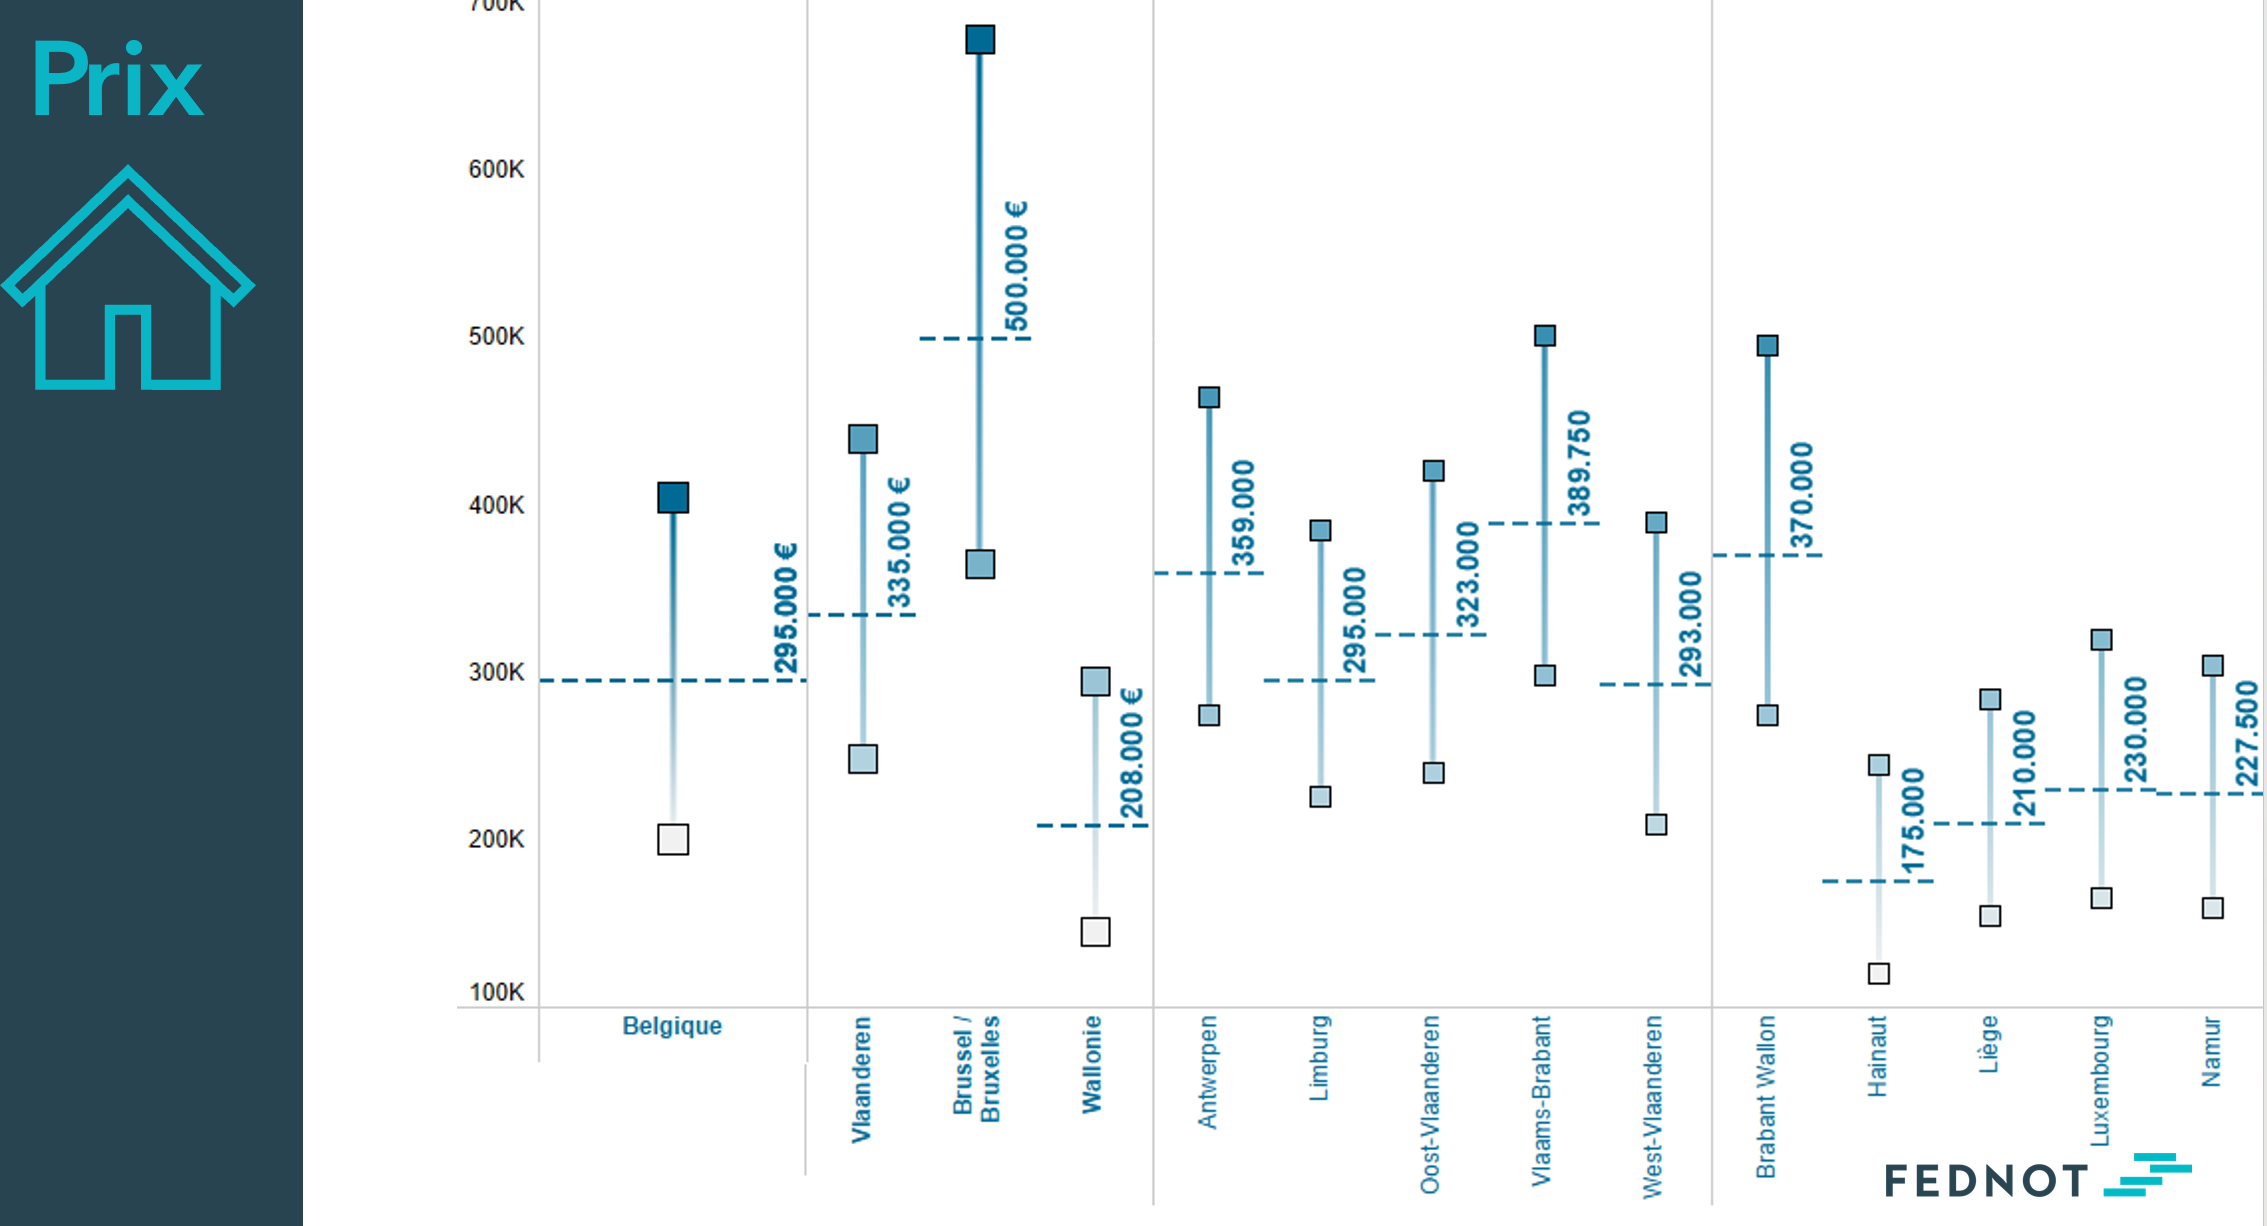 Prix
700K
600K
500K
400K
300K
200K
100K
295.000 €
335.000 €
500.000 €
208.000 €
359.000
295.000
323.000
389.750
293.000
370.000
175.000
210.000
230.000
227.500
Belgique
Vlaanderen
Brussel /
Bruxelles
Wallonie
Antwerpen
Limburg
Oost-Vlaanderen
Vlaams-Brabant
West-Vlaanderen
Brabant Wallon
Hainaut
Liège
Luxembourg
Namur
FEDNOT